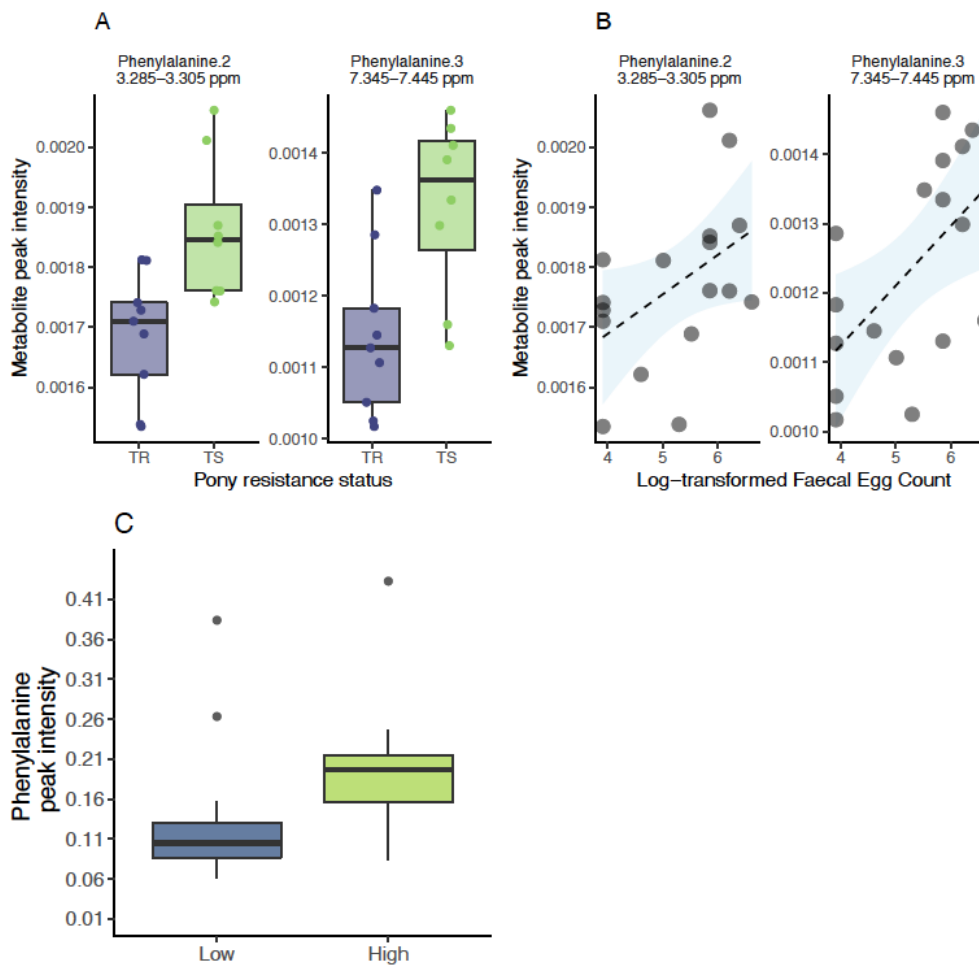 A
Phenylalanine.2
3.285–3.305 ppm
Phenylalanine.3
7.345–7.445 ppm
Metabolite peak intensity
0.0020
0.0019
0.0018
0.0017
0.0016
0.0014
0.0013
0.0012
0.0011
0.0010
TR
TS
TR
TS
Pony resistance status
B
Phenylalanine.2
3.285–3.305 ppm
Phenylalanine.3
7.345–7.445 ppm
Metabolite peak intensity
0.0020
0.0019
0.0018
0.0017
0.0016
0.0014
0.0013
0.0012
0.0011
0.0010
4
5
6
4
5
6
Log–transformed Faecal Egg Count
C
Phenylalanine
peak intensity
0.41
0.36
0.31
0.26
0.21
0.16
0.11
0.06
0.01
Low
High